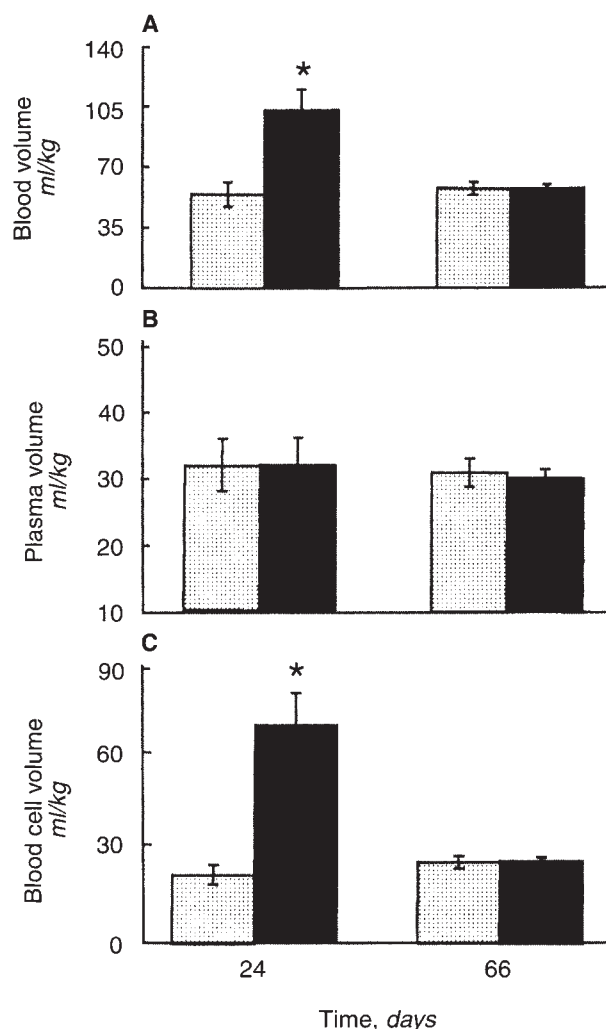 A
140
105
70
35
0
Blood volume
ml/kg
*
B
50
40
30
20
10
Plasma volume
ml/kg
C
90
60
30
0
Blood cell volume
ml/kg
*
24 66
Time, days